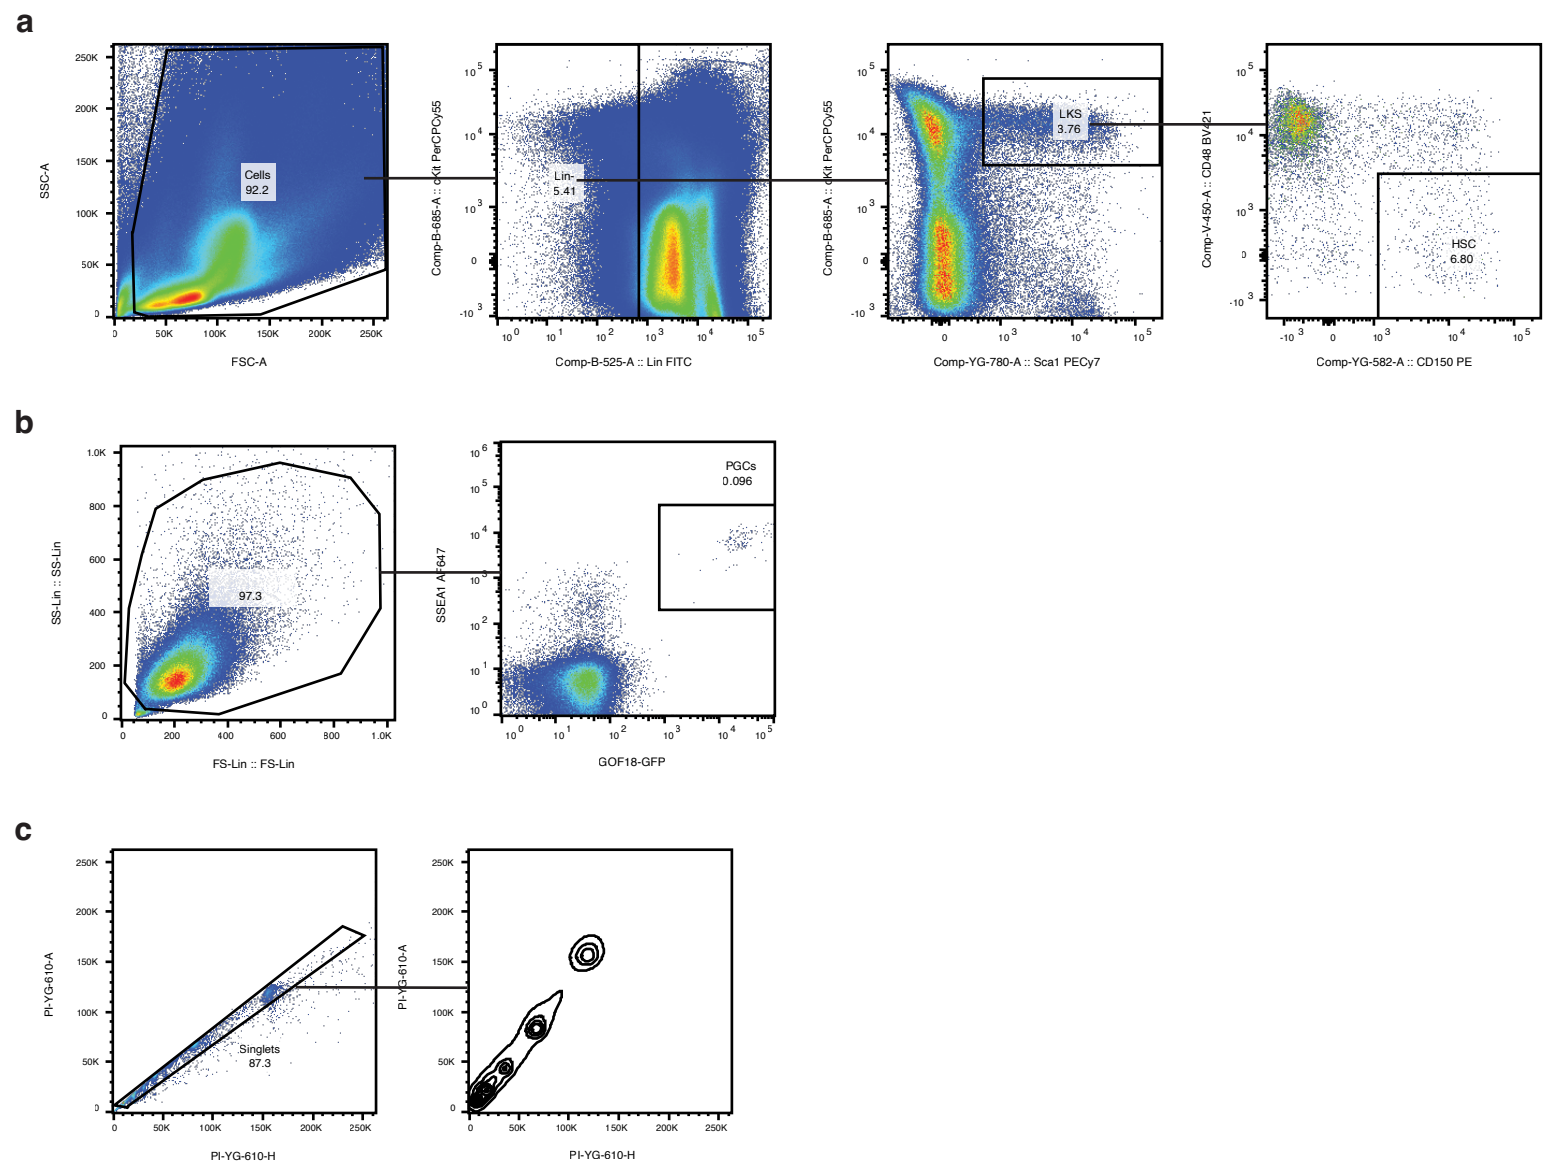 a
250K
200K
150K
100K
50K
0
SSC-A
Cells
92.2
0 50K 100K 150K 200K 250K
FSC-A
10 5
10 4
10 3
0
-10 3
Comp-B-685-A :: cKit PerCPCy55
Lin-
5.41
10 0 10 1 10 2 10 3 10 4 10 5
Comp-B-525-A :: Lin FITC
10 5
10 4
10 3
0
-10 3
Comp-B-685-A :: cKit PerCPCy55
LKS
3.76
0 10 3 10 4 10 5
Comp-YG-780-A :: Sca1 PECy7
10 5
10 4
10 3
0
-10 3
Comp-V-450-A :: CD48 BV421
HSC
6.80
-10 3 0 10 3 10 4 10 5
Comp-YG-582-A :: CD150 PE
b
1.0K
800
600
400
200
0
SS-Lin :: SS-Lin
97.3
0 200 400 600 800 1.0K
FS-Lin :: FS-Lin
10 6
10 5
10 4
10 3
10 2
10 1
10 0
SSEA1 AF647
PGCs
0.096
10 0 10 1 10 2 10 3 10 4 10 5
GOF18-GFP
c
250K
200K
150K
100K
50K
0
PI-YG-610-A
Singlets
87.3
0 50K 100K 150K 200K 250K
PI-YG-610-H
250K
200K
150K
100K
50K
0
PI-YG-610-A
0 50K 100K 150K 200K 250K
PI-YG-610-H